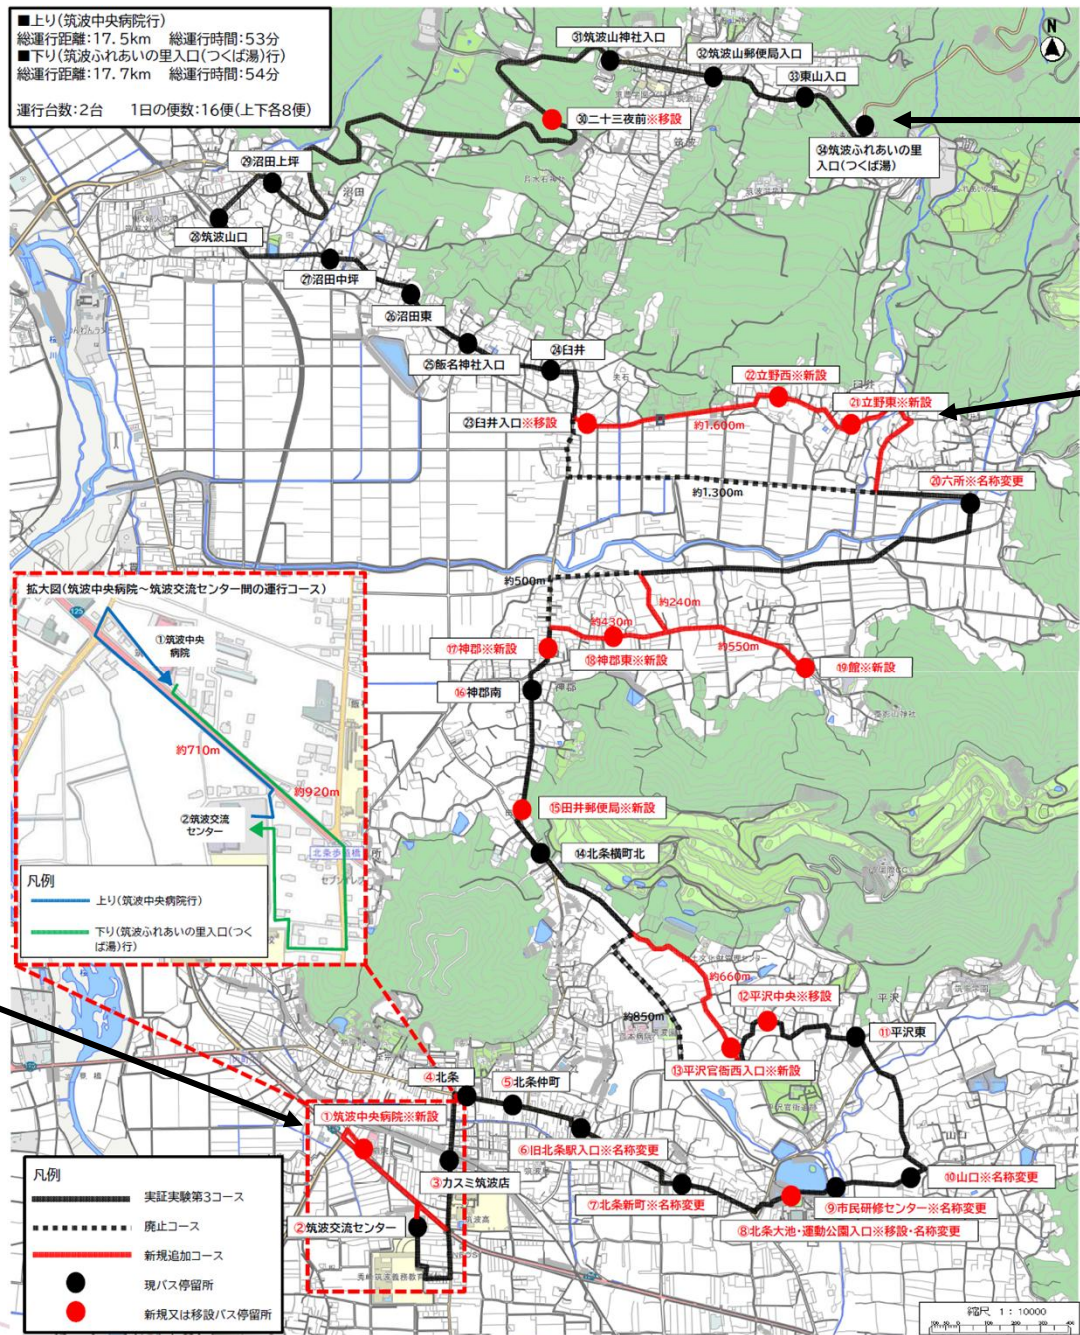 ■上り(筑波中央病院行)
総運行距離:17.5km　総運行時間:53分
■下り(筑波ふれあいの里入口(つくば湯)行)
総運行距離:17.7km　総運行時間:54分
運行台数:2台　1日の便数:16便(上下各8便)
N
㉛筑波山神社入口
㉜筑波山郵便局入口
㉝東山入口
㉚二十三夜前※移設
㉞筑波ふれあいの里
入口(つくば湯)
筑波
㉙沼田上坪
沼田
㉘筑波山口
㉗沼田中坪
㉖沼田東
㉕飯名神社入口
㉔臼井
㉒立野西※新設
臼井
㉑立野東※新設
㉓臼井入口※移設
約1.600m
⑳六所※名称変更
約1.300m
約500m
約240m
約430m
約550m
⑰神郡※新設
⑱神郡東※新設
⑲館※新設
⑯神郡南
神郡
拡大図(筑波中央病院～筑波交流センター間の運行コース)
125
①筑波中央
病院
約710m
約920m
②筑波交流
センター
北条歩道橋
凡例
上り(筑波中央病院行)
下り(筑波ふれあいの里入口(つく
ば湯)行)
⑮田井郵便局※新設
⑭北条横町北
約660m
⑫平沢中央※移設
平沢
約850m
⑪平沢東
⑬平沢官衙西入口※新設
④北条
⑤北条仲町
①筑波中央病院※新設
⑥旧北条駅入口※名称変更
③カスミ筑波店
⑩山口※名称変更
⑦北条新町※名称変更
⑨市民研修センター※名称変更
②筑波交流センター
⑧北条大池・運動公園入口※移設・名称変更
凡例
実証実験第3コース
廃止コース
新規追加コース
現バス停留所
新規又は移設バス停留所
縮尺 1：10000